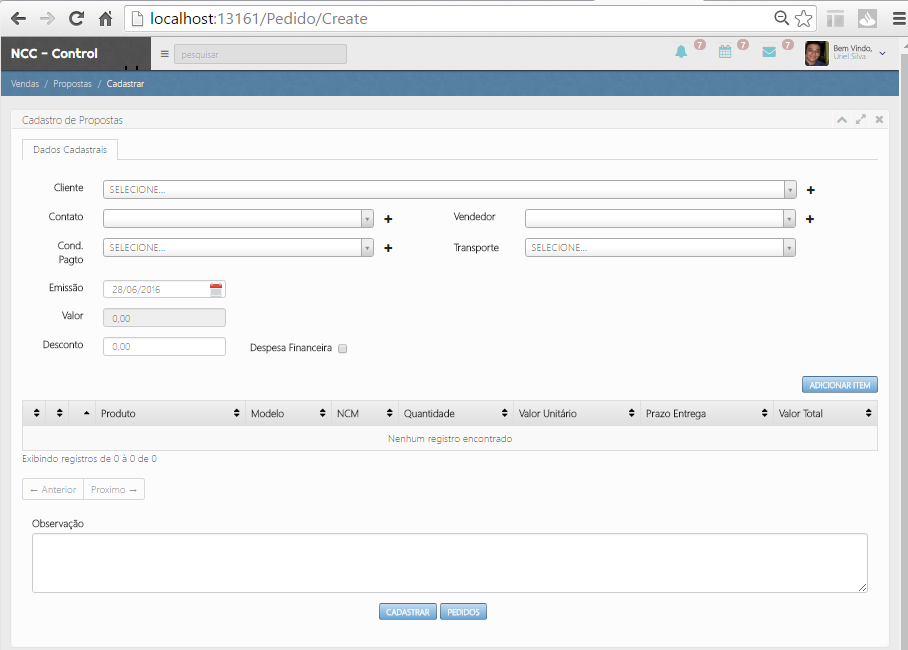 localhost:13161/Pedido/Create
NCC - Control
pesquisar
7 7 7
Bem Vindo,
Uriel Silva
Vendas / Propostas / Cadastrar
Cadastro de Propostas
Dados Cadastrais
Cliente SELECIONE...
Contato Vendedor
Cond. Pagto SELECIONE... Transporte SELECIONE...
Emissão 28/06/2016
Valor 0,00
Desconto 0,00 Despesa Financeira
ADICIONAR ITEM
Produto Modelo NCM Quantidade Valor Unitário Prazo Entrega Valor Total
Nenhum registro encontrado
Exibindo registros de 0 à 0 de 0
← Anterior Proximo →
Observação
CADASTRAR PEDIDOS